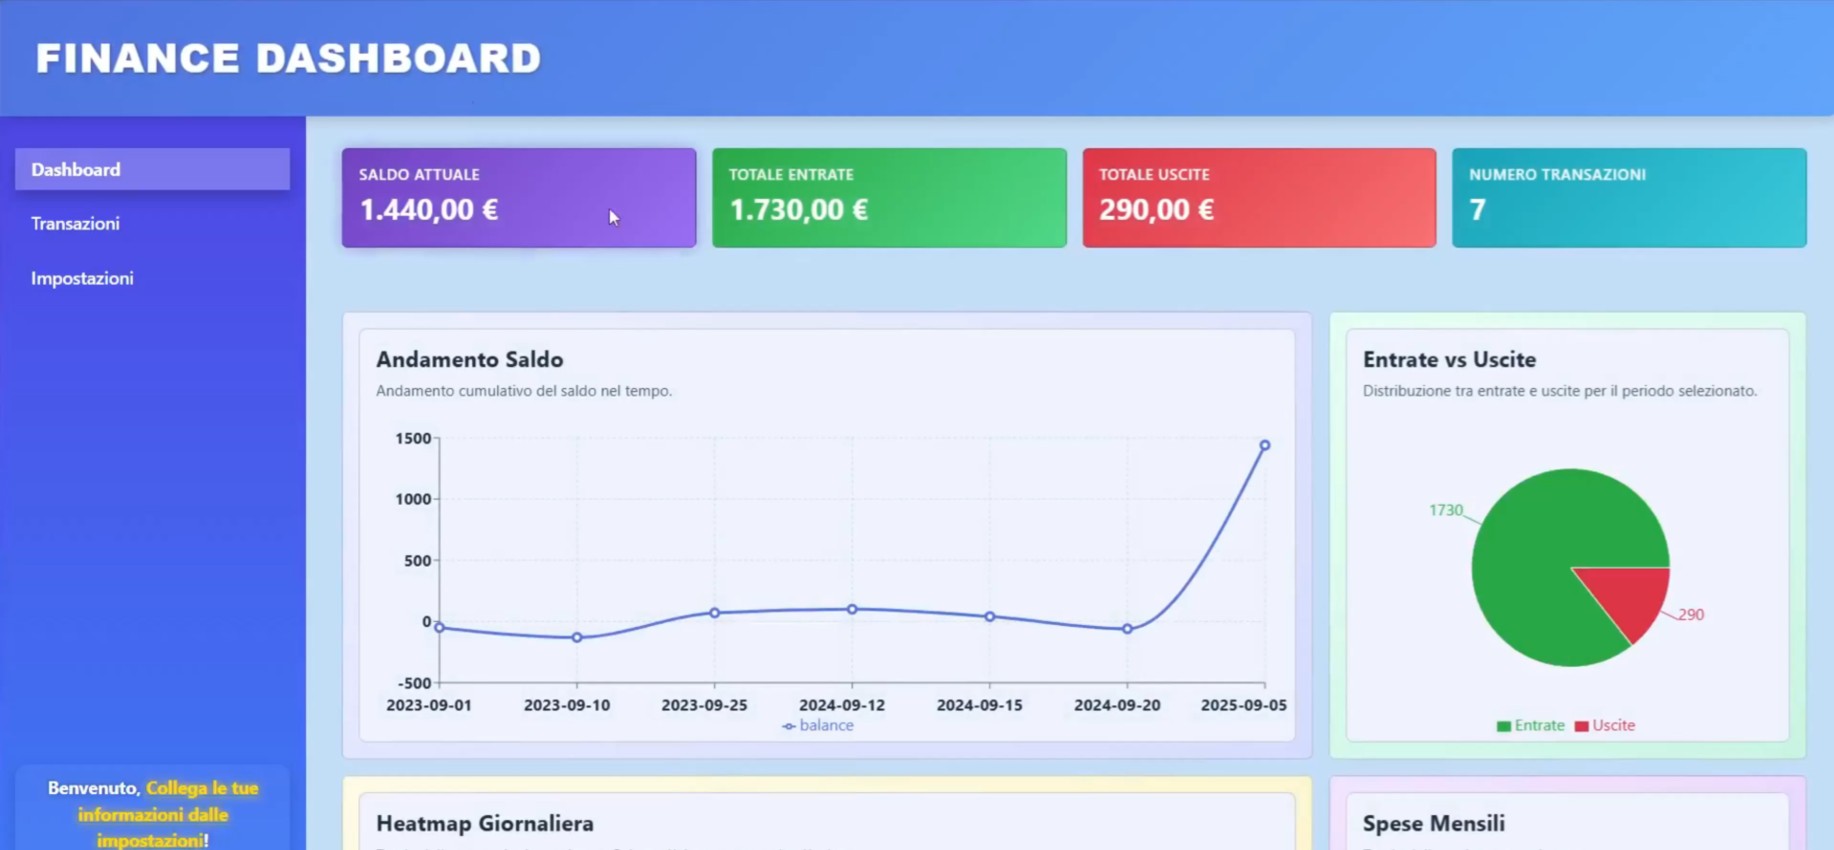 FINANCE DASHBOARD
Dashboard
Transazioni
Impostazioni
Benvenuto, Collega le tue
informazioni dalle
impostazioni!
SALDO ATTUALE
1.440,00 €
TOTALE ENTRATE
1.730,00 €
TOTALE USCITE
290,00 €
NUMERO TRANSAZIONI
7
Andamento Saldo
Andamento cumulativo del saldo nel tempo.
1500
1000
500
0
-500
2023-09-01 2023-09-10 2023-09-25 2024-09-12 2024-09-15 2024-09-20 2025-09-05
balance
Entrate vs Uscite
Distribuzione tra entrate e uscite per il periodo selezionato.
1730
290
Entrate Uscite
Heatmap Giornaliera
Spese Mensili